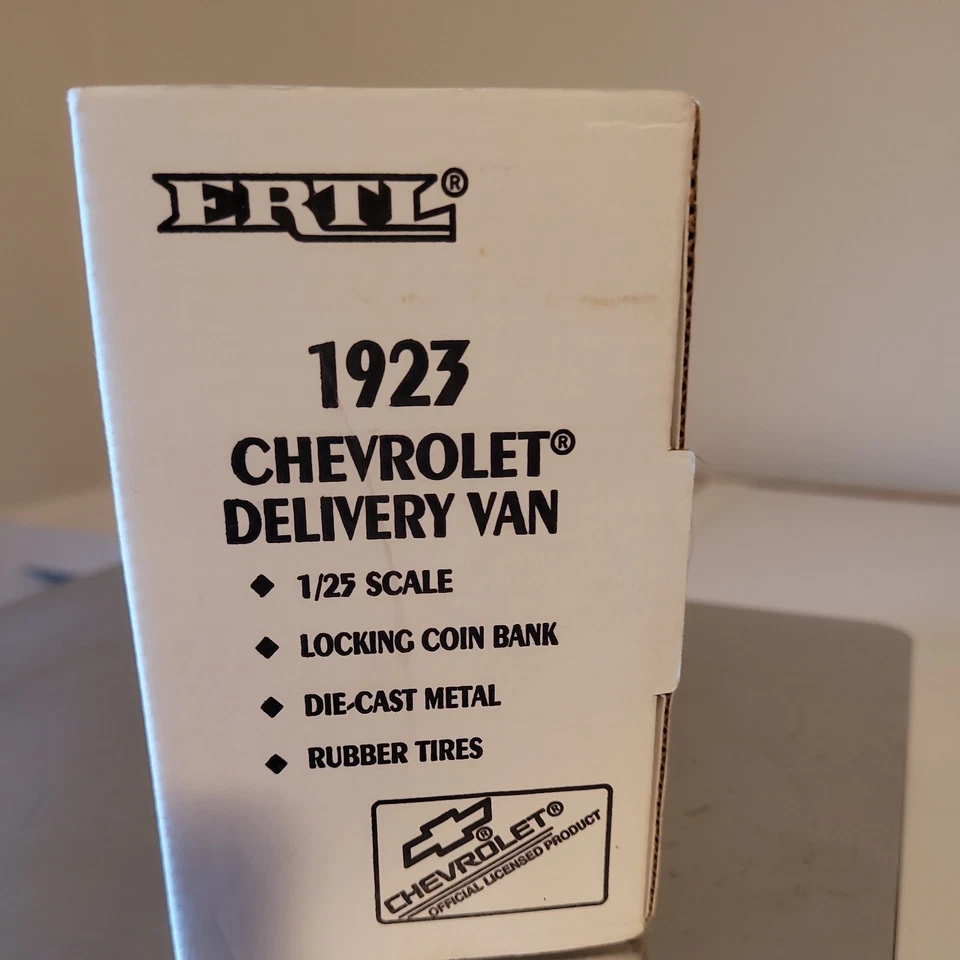 ERTL®
1923
CHEVROLET®
DELIVERY VAN
◆ 1/25 SCALE
◆ LOCKING COIN BANK
◆ DIE-CAST METAL
◆ RUBBER TIRES
®
CHEVROLET®
OFFICIAL LICENSED PRODUCT